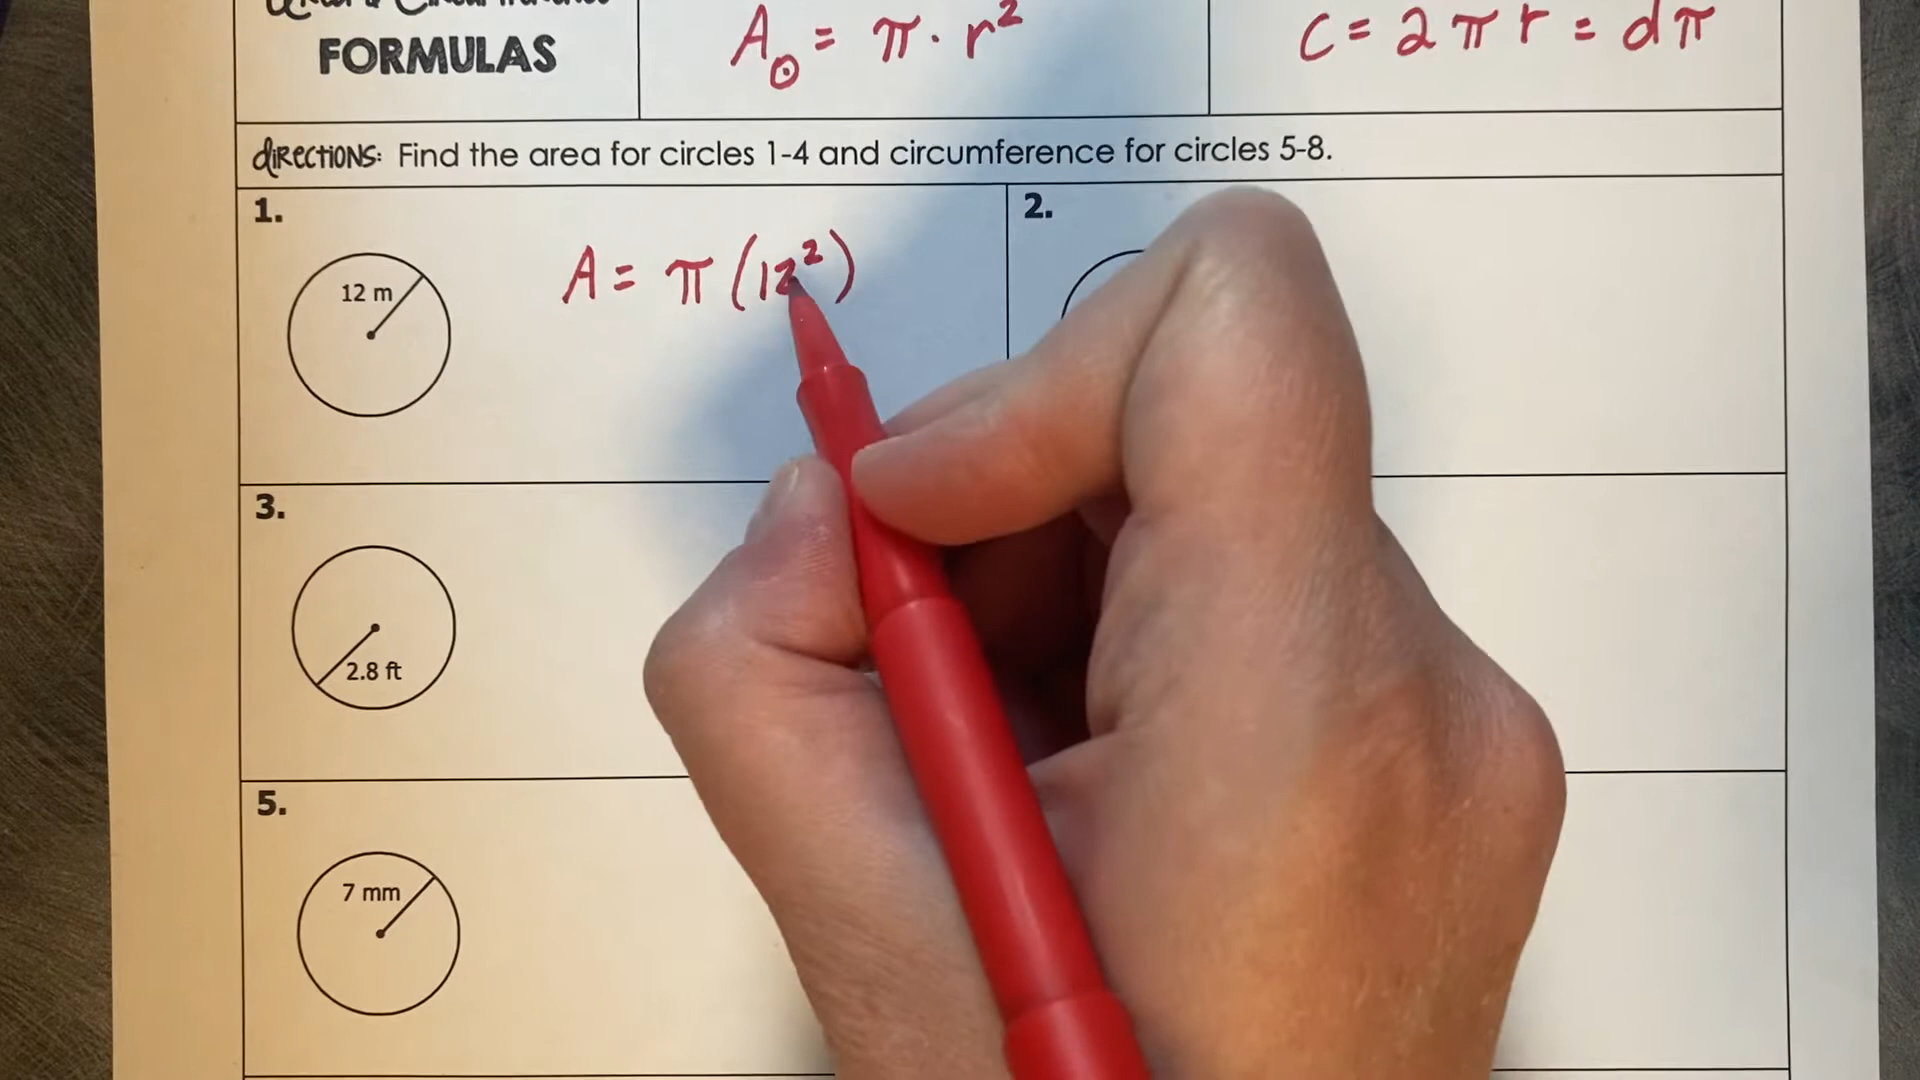 FORMULAS
A⊙ = π · r²
C = 2πr = dπ
DIRECTIONS: Find the area for circles 1-4 and circumference for circles 5-8.
1.
12 m
A = π(12²)
2.
3.
2.8 ft
5.
7 mm